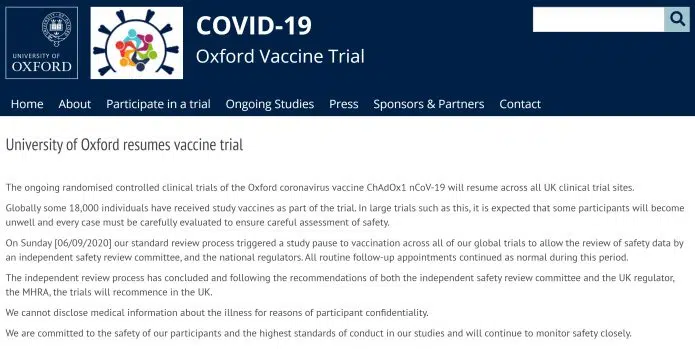 COVID-19
Oxford Vaccine Trial
UNIVERSITY OF
OXFORD
Home About Participate in a trial Ongoing Studies Press Sponsors & Partners Contact
University of Oxford resumes vaccine trial
The ongoing randomised controlled clinical trials of the Oxford coronavirus vaccine ChAdOx1 nCoV-19 will resume across all UK clinical trial sites.
Globally some 18,000 individuals have received study vaccines as part of the trial. In large trials such as this, it is expected that some participants will become
unwell and every case must be carefully evaluated to ensure careful assessment of safety.
On Sunday [06/09/2020] our standard review process triggered a study pause to vaccination across all of our global trials to allow the review of safety data by
an independent safety review committee, and the national regulators. All routine follow-up appointments continued as normal during this period.
The independent review process has concluded and following the recommendations of both the independent safety review committee and the UK regulator,
the MHRA, the trials will recommence in the UK.
We cannot disclose medical information about the illness for reasons of participant confidentiality.
We are committed to the safety of our participants and the highest standards of conduct in our studies and will continue to monitor safety closely.